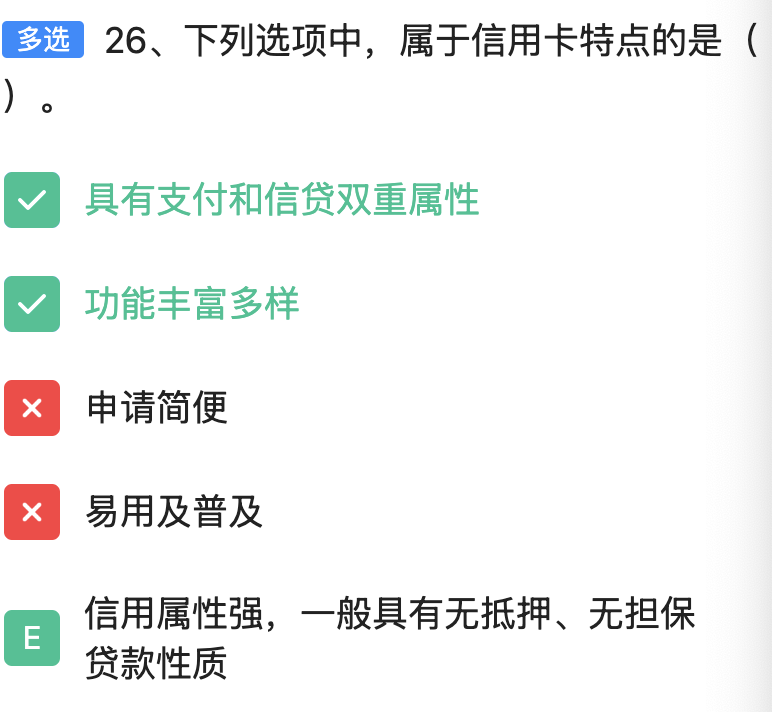 多选 26、下列选项中，属于信用卡特点的是（
）。
具有支付和信贷双重属性
功能丰富多样
申请简便
易用及普及
E 信用属性强，一般具有无抵押、无担保
贷款性质